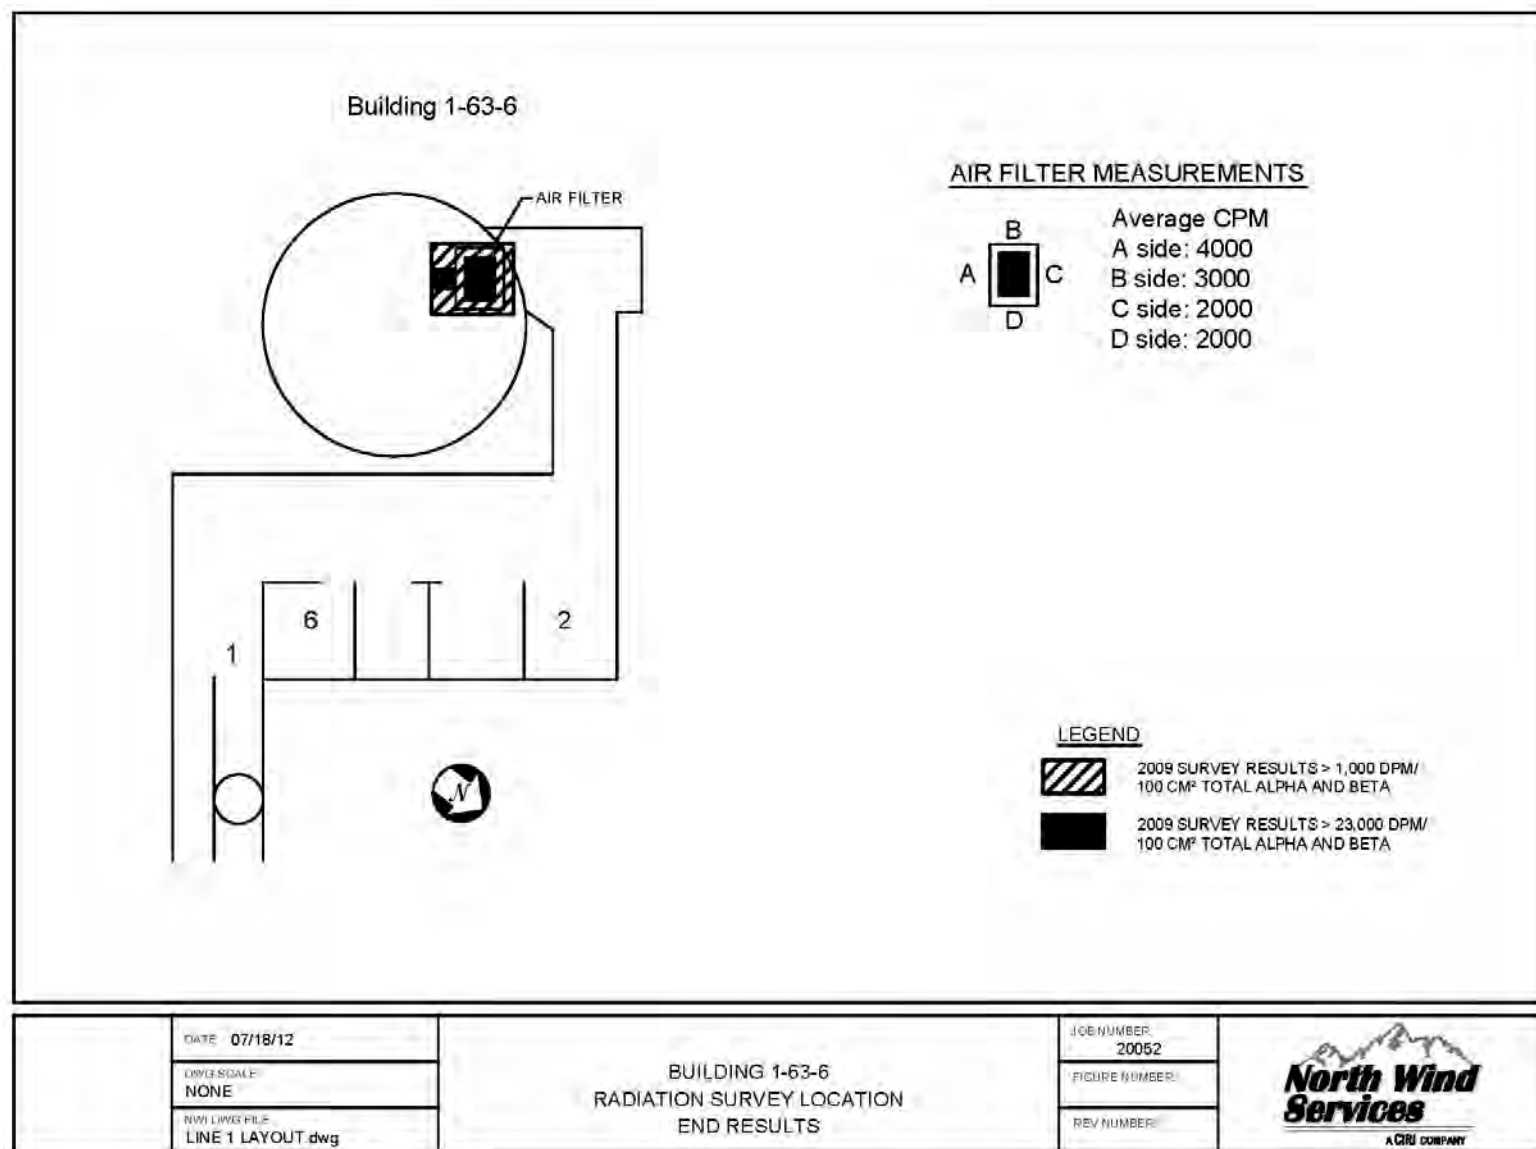 Building 1-63-6
AIR FILTER
AIR FILTER MEASUREMENTS
B
A
C
D
Average CPM
A side: 4000
B side: 3000
C side: 2000
D side: 2000
6
2
1
N
LEGEND
2009 SURVEY RESULTS > 1,000 DPM/
100 CM² TOTAL ALPHA AND BETA
2009 SURVEY RESULTS > 23,000 DPM/
100 CM² TOTAL ALPHA AND BETA
DATE 07/18/12
DWG SCALE
NONE
NWI DWG FILE
LINE 1 LAYOUT.dwg
BUILDING 1-63-6
RADIATION SURVEY LOCATION
END RESULTS
JOB NUMBER
20052
FIGURE NUMBER:
REV NUMBER:
North Wind
Services
A CIRI COMPANY